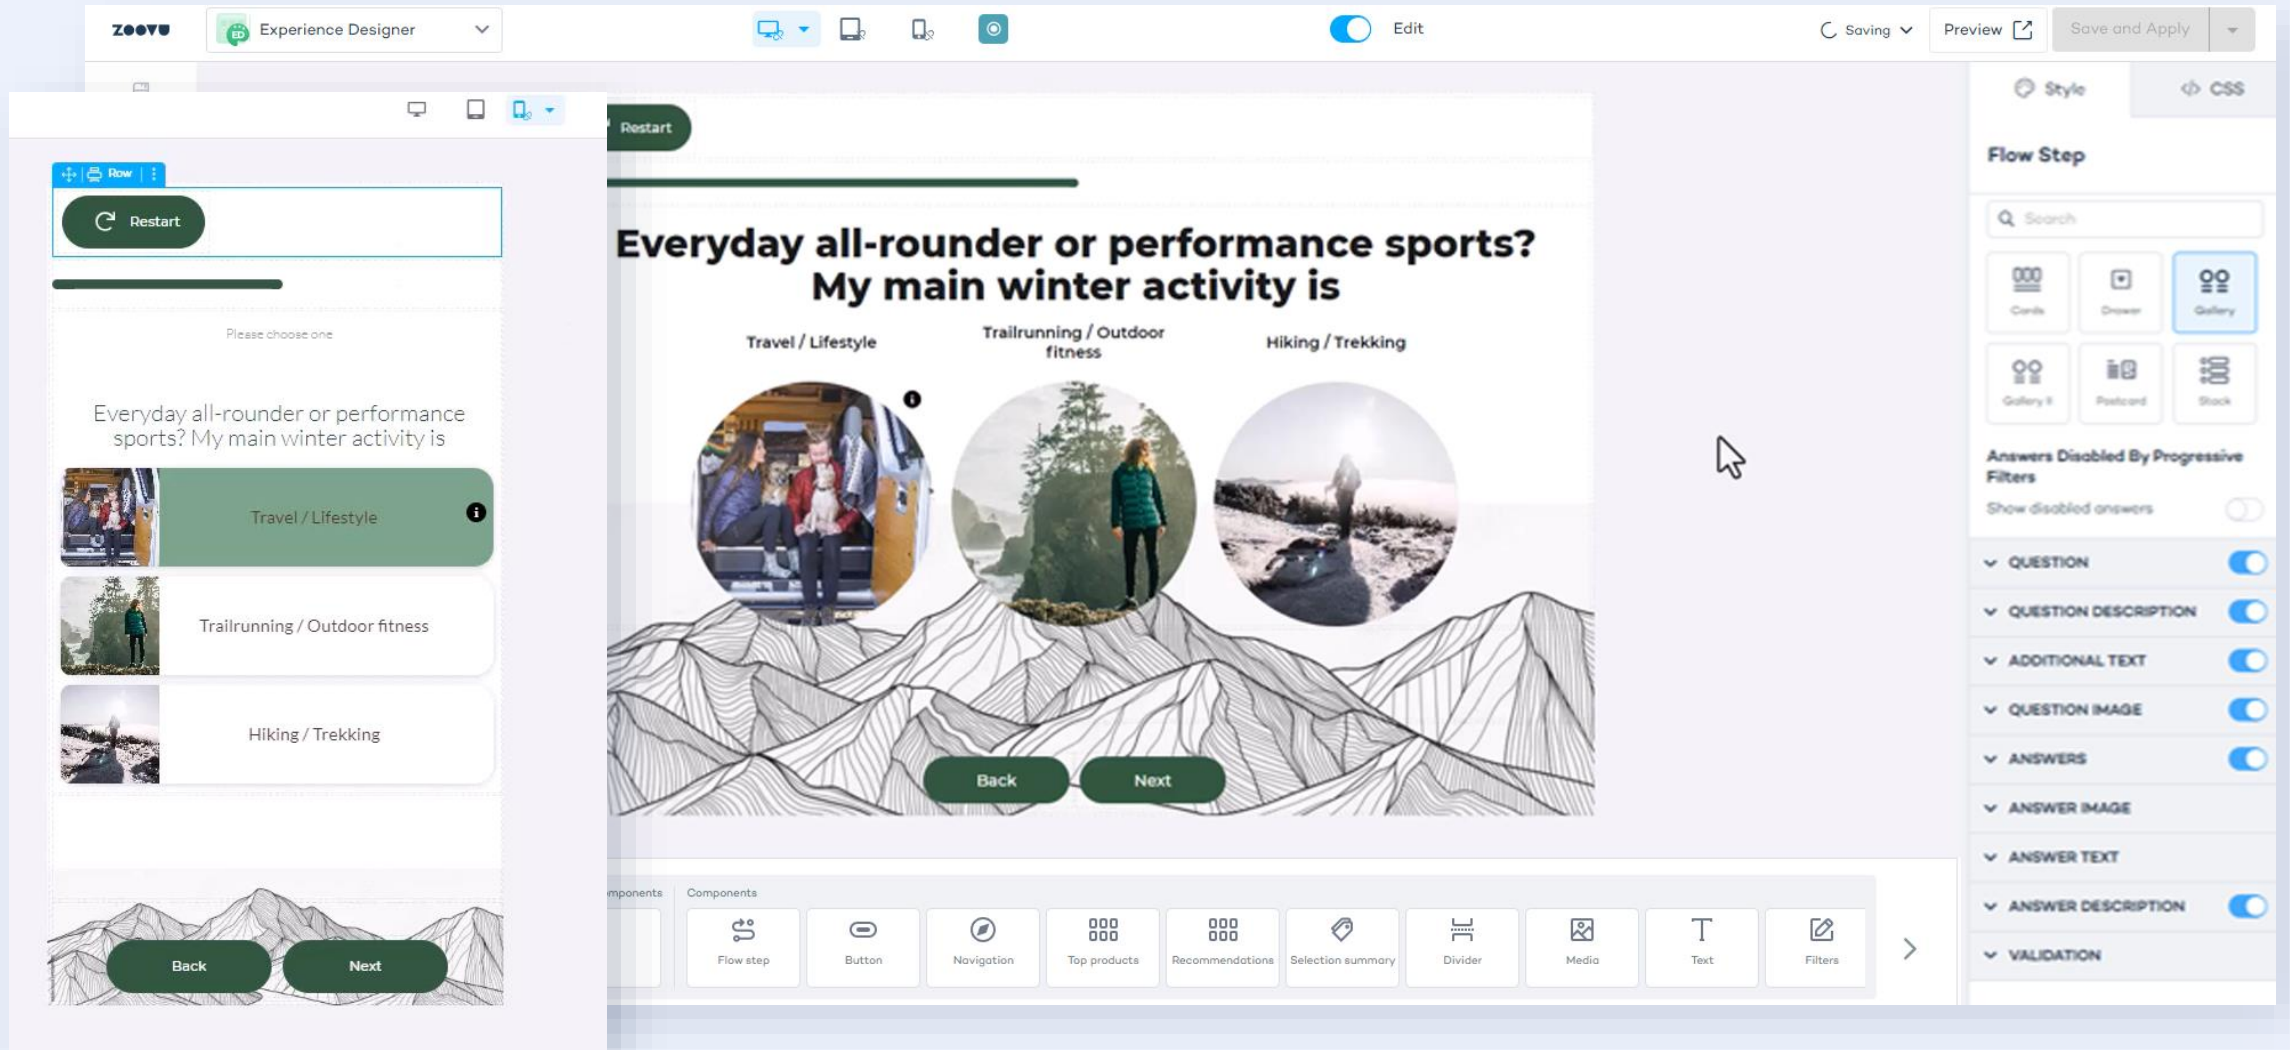 zoovu
ED
Experience Designer
Edit
Saving
Preview
Save and Apply
Row
Restart
Please choose one
Everyday all-rounder or performance
sports? My main winter activity is
Travel / Lifestyle
Trailrunning / Outdoor fitness
Hiking / Trekking
Back
Next
Restart
Everyday all-rounder or performance sports?
My main winter activity is
Travel / Lifestyle
Trailrunning / Outdoor
fitness
Hiking / Trekking
Back
Next
mponents
Components
Flow step
Button
Navigation
Top products
Recommendations
Selection summary
Divider
Media
Text
Filters
Style
CSS
Flow Step
Search
Cards
Drawer
Gallery
Gallery II
Postcard
Stack
Answers Disabled By Progressive
Filters
Show disabled answers
QUESTION
QUESTION DESCRIPTION
ADDITIONAL TEXT
QUESTION IMAGE
ANSWERS
ANSWER IMAGE
ANSWER TEXT
ANSWER DESCRIPTION
VALIDATION